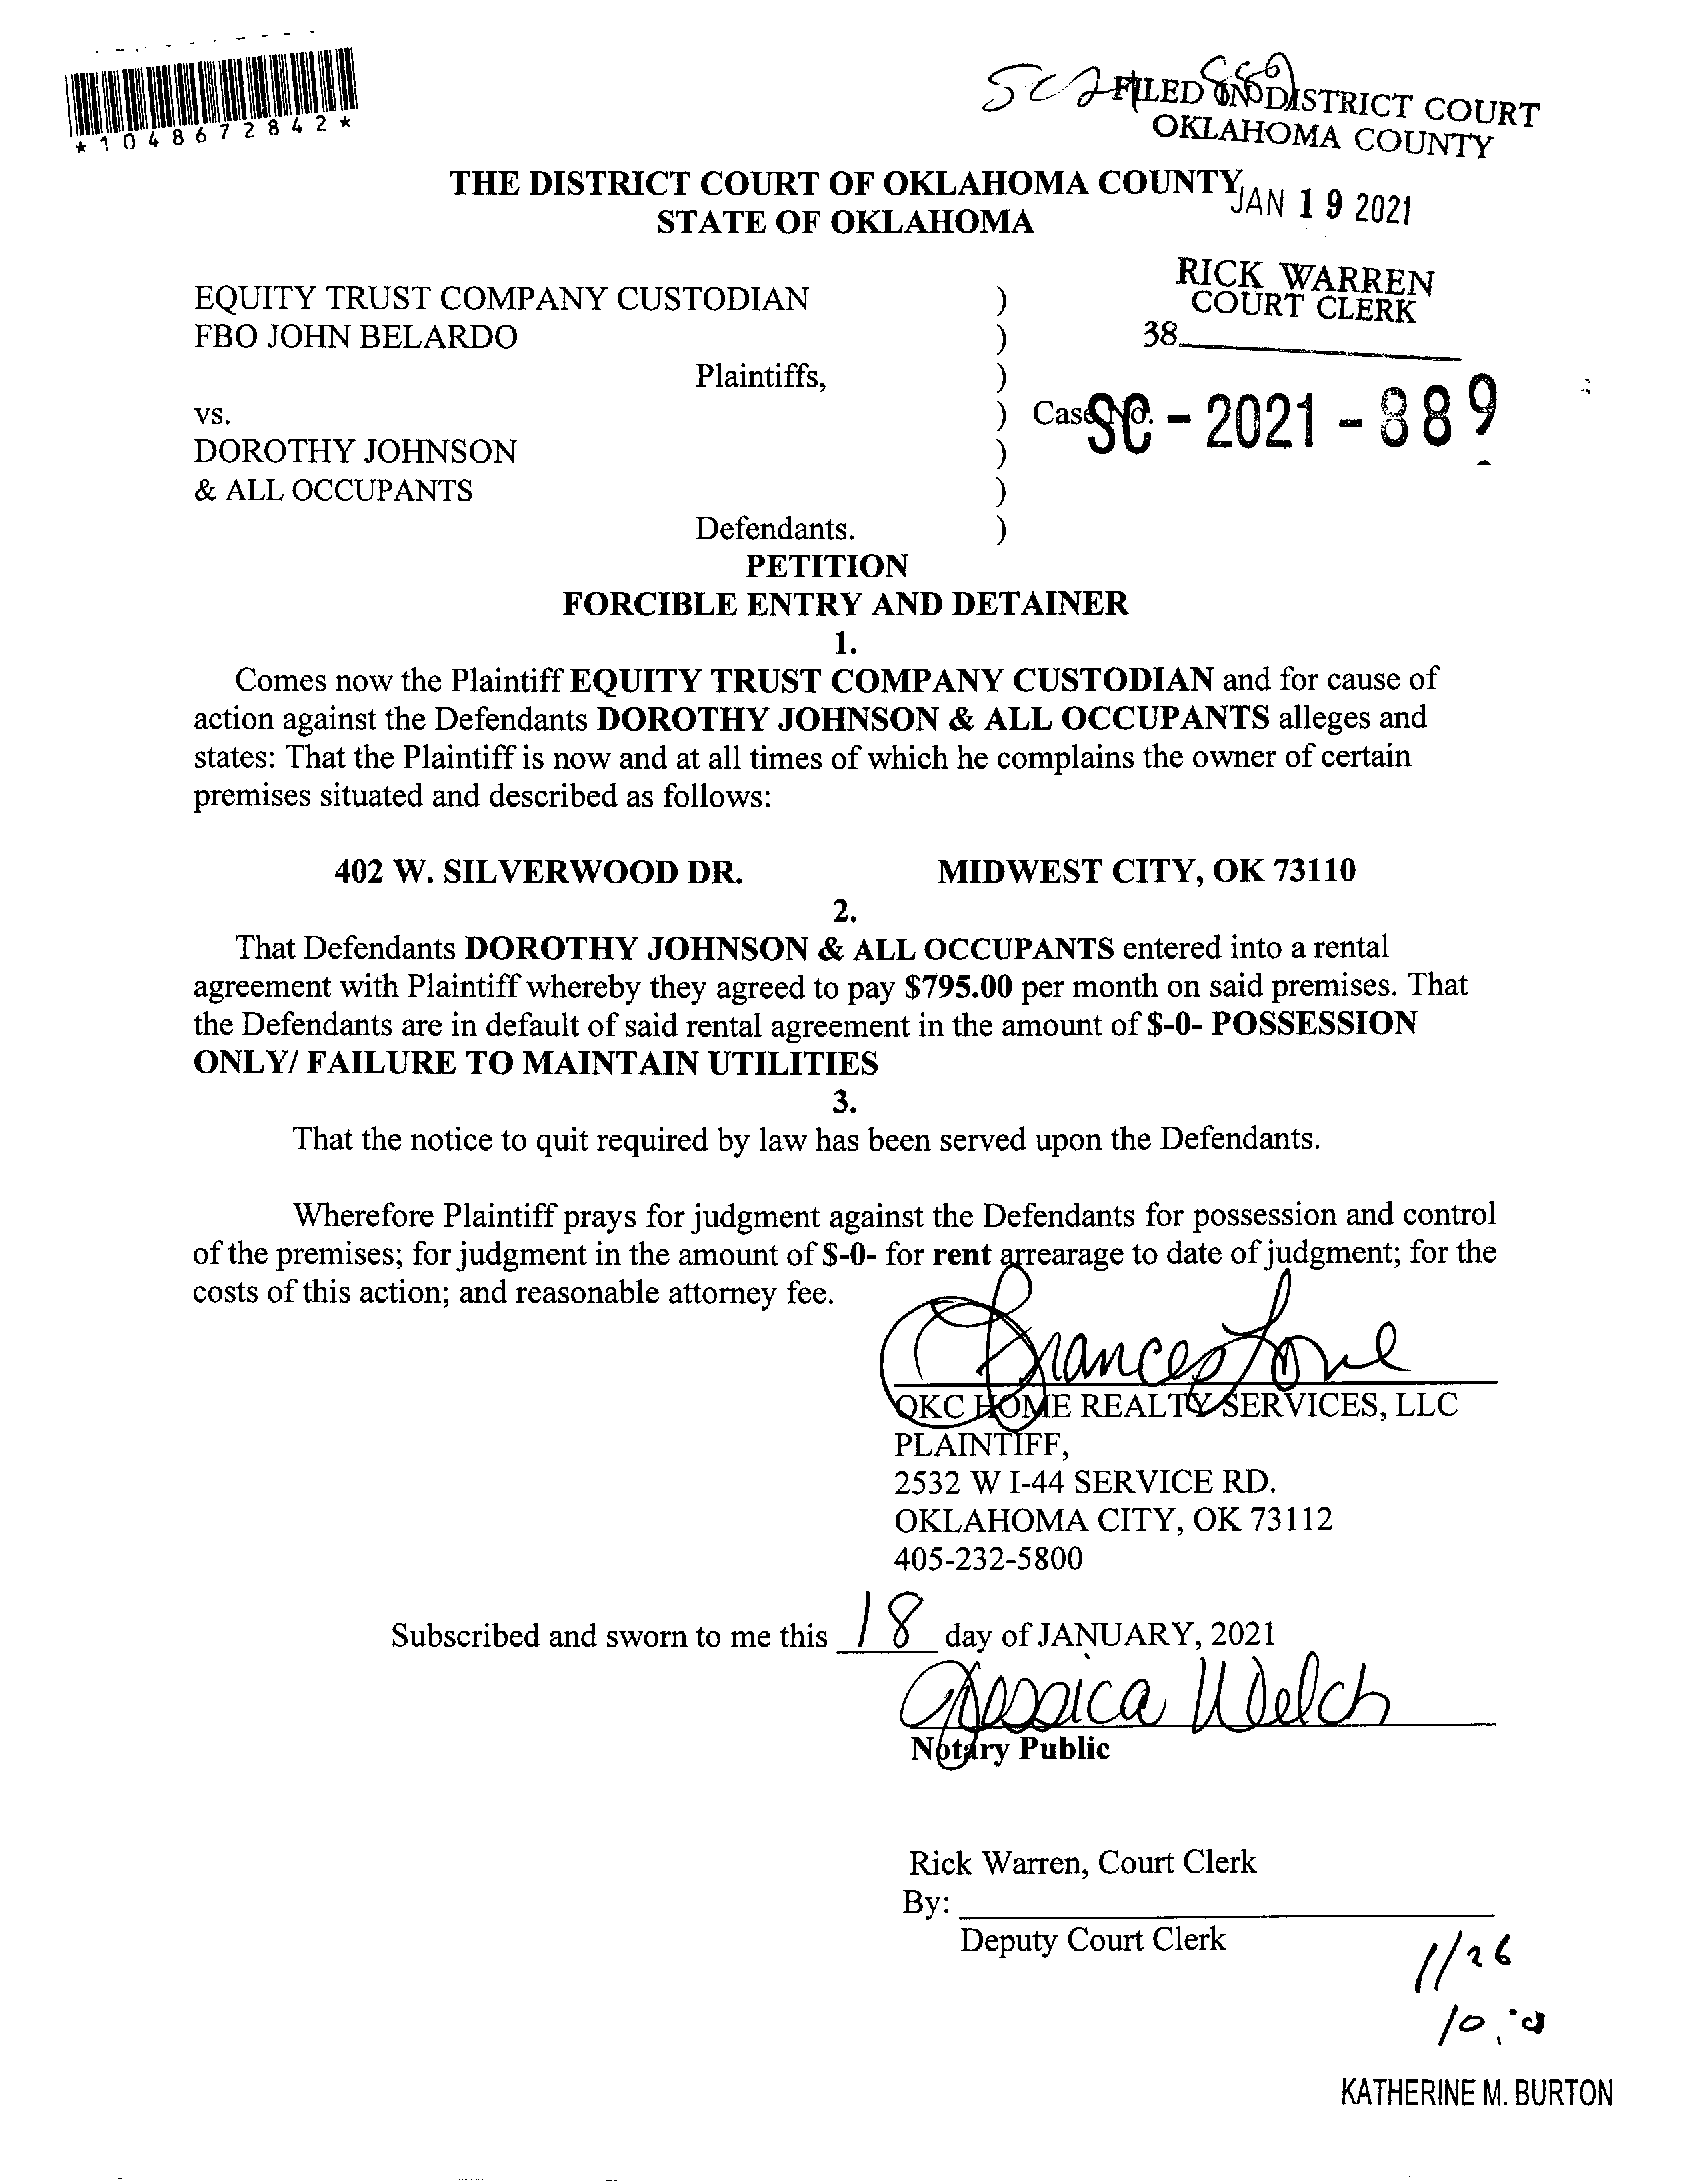 *1048672842*
FILED IN DISTRICT COURT
OKLAHOMA COUNTY
THE DISTRICT COURT OF OKLAHOMA COUNTY
STATE OF OKLAHOMA
JAN 19 2021
RICK WARREN
COURT CLERK
38
EQUITY TRUST COMPANY CUSTODIAN )
FBO JOHN BELARDO )
Plaintiffs, )
vs. ) Case No. SC - 2021 - 889
DOROTHY JOHNSON )
& ALL OCCUPANTS )
Defendants. )
PETITION
FORCIBLE ENTRY AND DETAINER
1.
Comes now the Plaintiff EQUITY TRUST COMPANY CUSTODIAN and for cause of
action against the Defendants DOROTHY JOHNSON & ALL OCCUPANTS alleges and
states: That the Plaintiff is now and at all times of which he complains the owner of certain
premises situated and described as follows:
402 W. SILVERWOOD DR. MIDWEST CITY, OK 73110
2.
That Defendants DOROTHY JOHNSON & ALL OCCUPANTS entered into a rental
agreement with Plaintiff whereby they agreed to pay $795.00 per month on said premises. That
the Defendants are in default of said rental agreement in the amount of $-0- POSSESSION
ONLY/ FAILURE TO MAINTAIN UTILITIES
3.
That the notice to quit required by law has been served upon the Defendants.
Wherefore Plaintiff prays for judgment against the Defendants for possession and control
of the premises; for judgment in the amount of $-0- for rent arrearage to date of judgment; for the
costs of this action; and reasonable attorney fee.
Frances Lowe
OKC HOME REALTY SERVICES, LLC
PLAINTIFF,
2532 W I-44 SERVICE RD.
OKLAHOMA CITY, OK 73112
405-232-5800
Subscribed and sworn to me this 18 day of JANUARY, 2021
Jessica Welch
Notary Public
Rick Warren, Court Clerk
By:
Deputy Court Clerk
1/26
KATHERINE M. BURTON